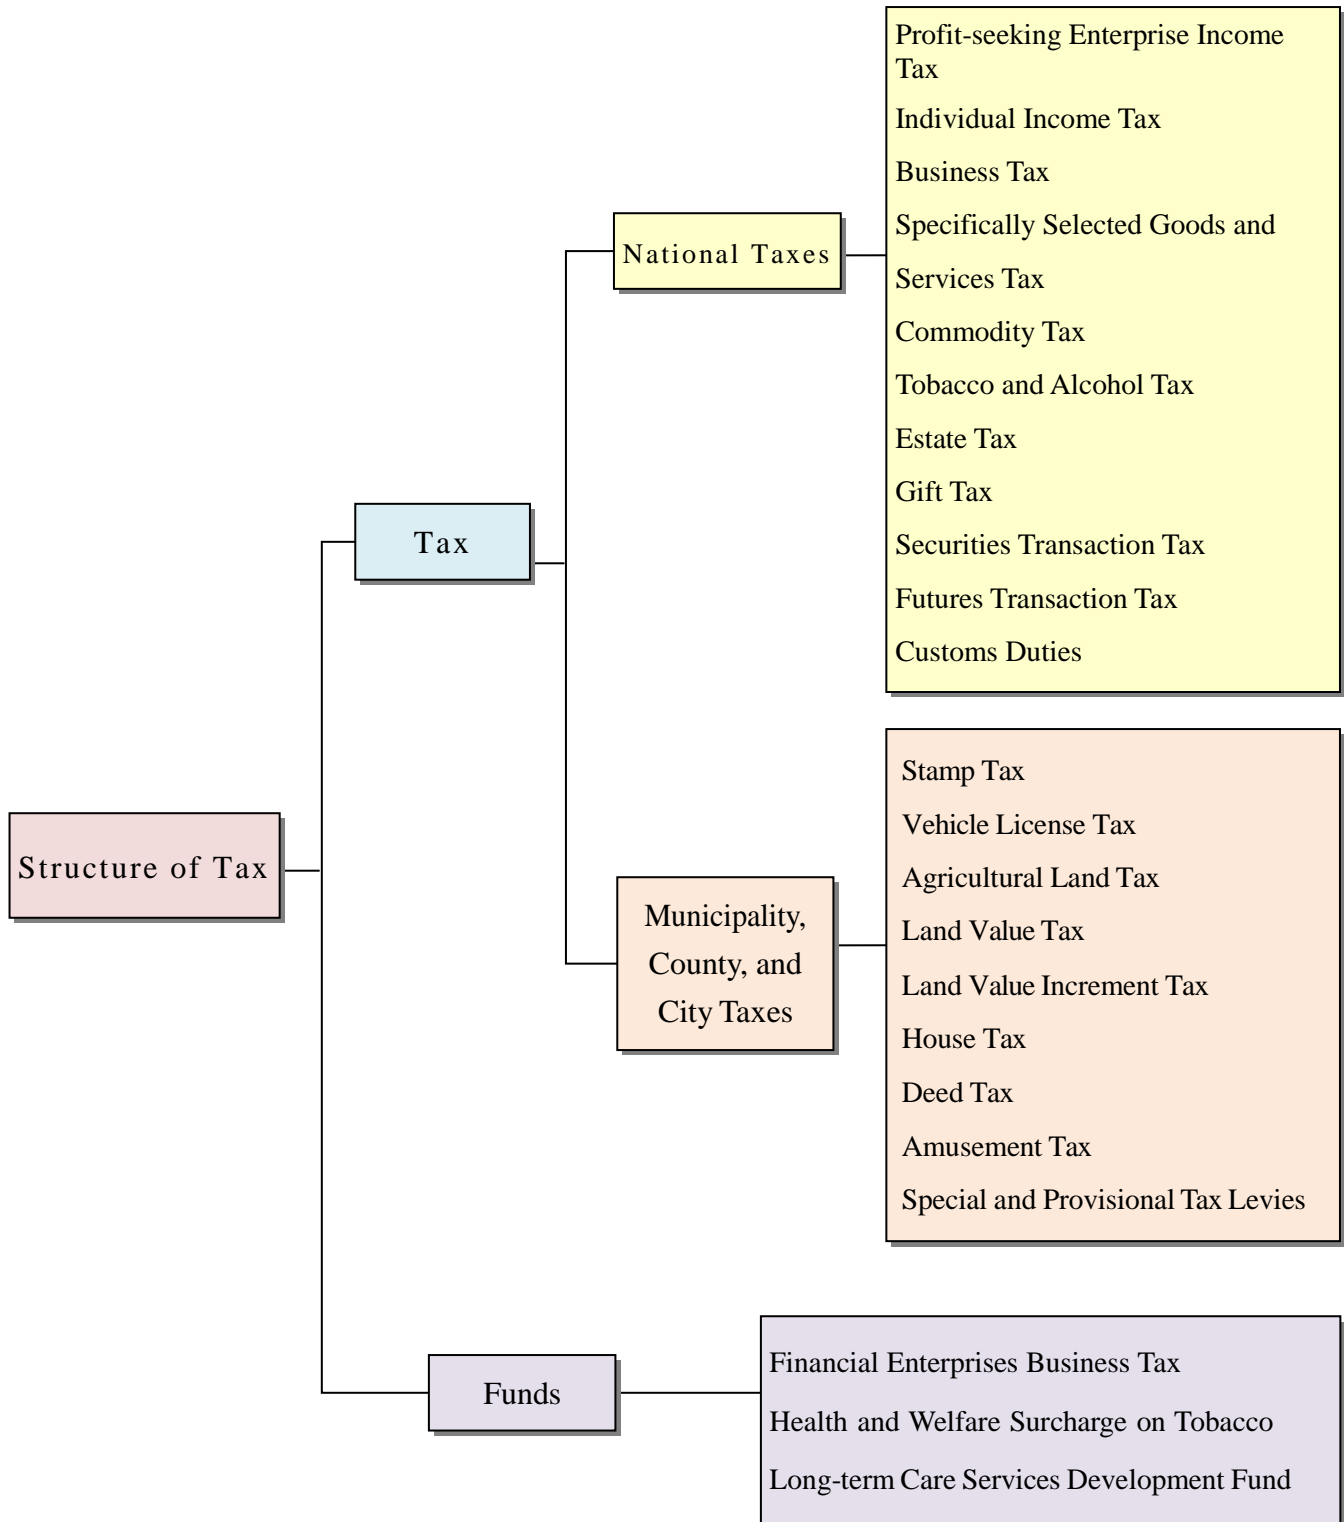 Structure of Tax
Tax
National Taxes
Profit-seeking Enterprise Income
Tax
Individual Income Tax
Business Tax
Specifically Selected Goods and
Services Tax
Commodity Tax
Tobacco and Alcohol Tax
Estate Tax
Gift Tax
Securities Transaction Tax
Futures Transaction Tax
Customs Duties
Municipality,
County, and
City Taxes
Stamp Tax
Vehicle License Tax
Agricultural Land Tax
Land Value Tax
Land Value Increment Tax
House Tax
Deed Tax
Amusement Tax
Special and Provisional Tax Levies
Funds
Financial Enterprises Business Tax
Health and Welfare Surcharge on Tobacco
Long-term Care Services Development Fund